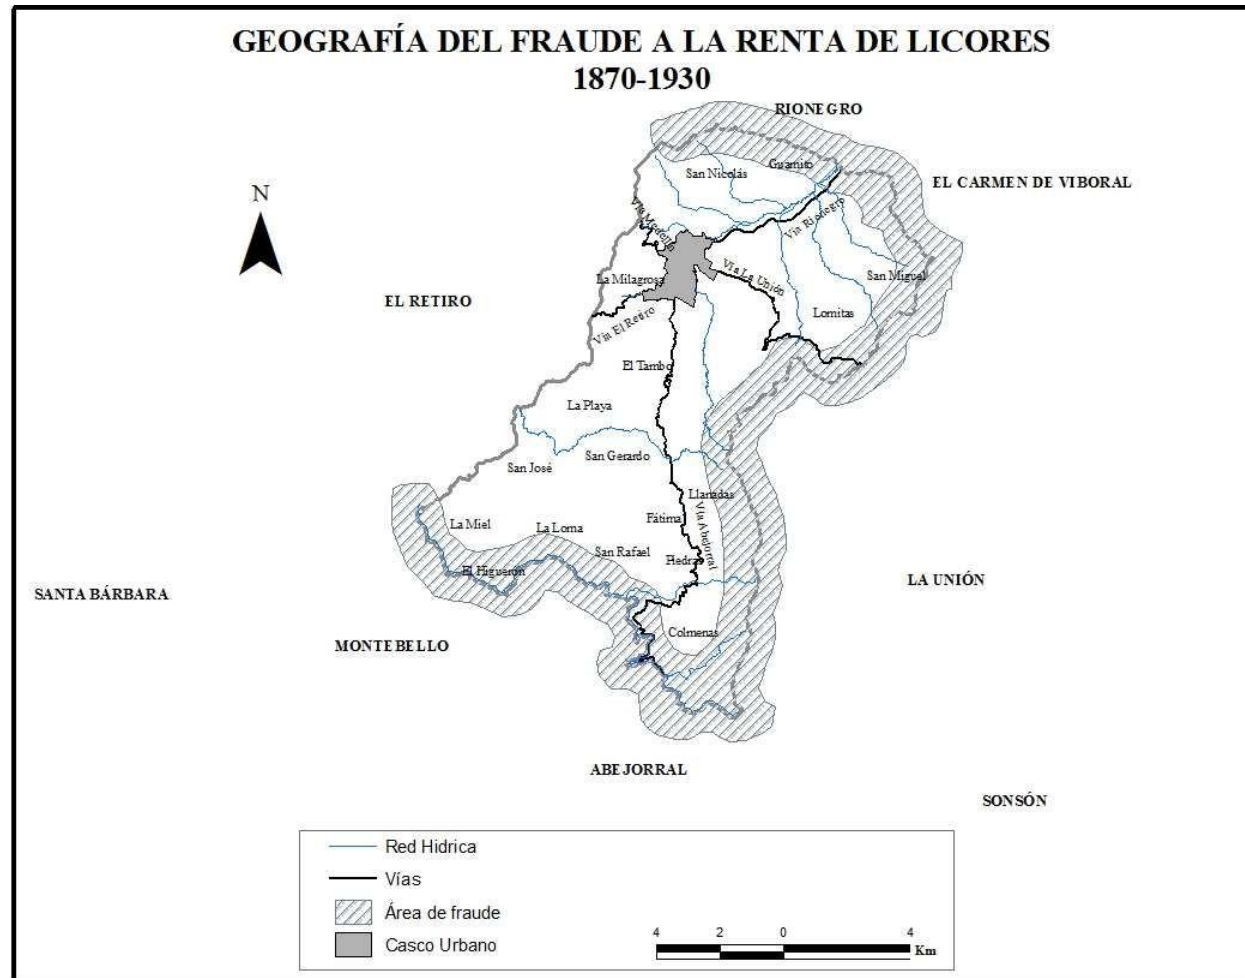 GEOGRAFÍA DEL FRAUDE A LA RENTA DE LICORES
1870-1930
RIONEGRO
Guamito
San Nicolás
EL CARMEN DE VIBORAL
N
Vía Medellín
Vía Rionegro
La Milagrosa
Vía La Unión
San Miguel
EL RETIRO
Lomitas
Vía El Retiro
El Tambo
La Playa
San Gerardo
San José
Llanadas
La Miel
La Loma
Fátima
Vía Abejorral
San Rafael
Piedras
El Higuerón
LA UNIÓN
SANTA BÁRBARA
Colmenas
MONTEBELLO
ABEJORRAL
SONSÓN
Red Hidrica
Vías
Área de fraude
Casco Urbano
4 2 0 4
Km